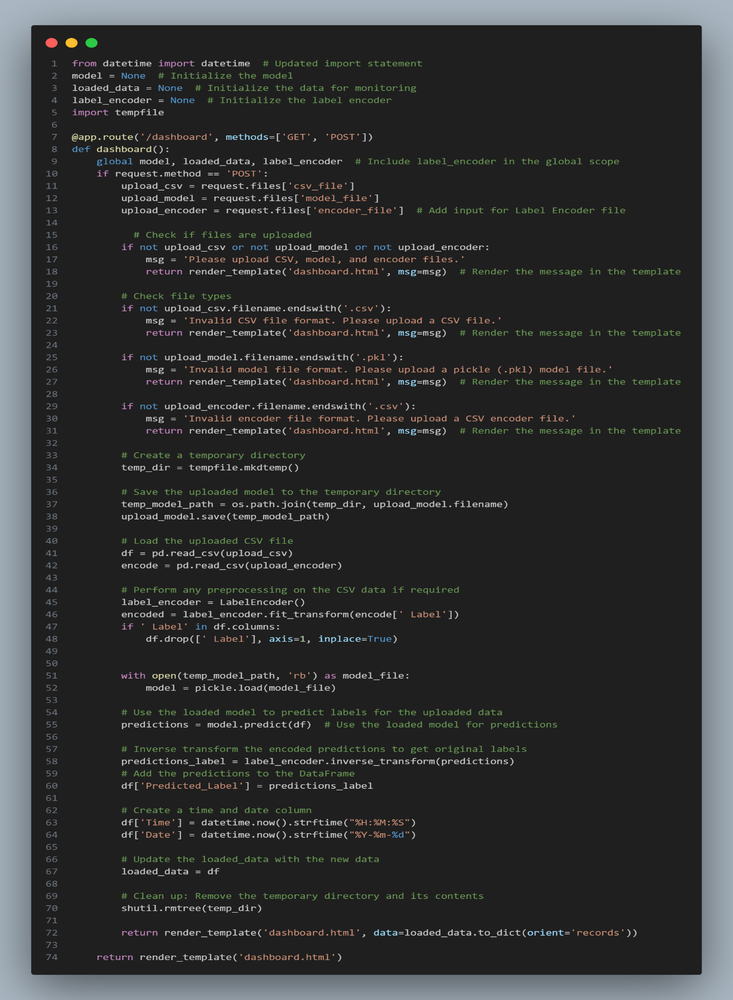 1 from datetime import datetime  # Updated import statement
2 model = None  # Initialize the model
3 loaded_data = None  # Initialize the data for monitoring
4 label_encoder = None  # Initialize the label encoder
5 import tempfile
6
7 @app.route('/dashboard', methods=['GET', 'POST'])
8 def dashboard():
9     global model, loaded_data, label_encoder  # Include label_encoder in the global scope
10     if request.method == 'POST':
11         upload_csv = request.files['csv_file']
12         upload_model = request.files['model_file']
13         upload_encoder = request.files['encoder_file']  # Add input for Label Encoder file
14
15           # Check if files are uploaded
16         if not upload_csv or not upload_model or not upload_encoder:
17             msg = 'Please upload CSV, model, and encoder files.'
18             return render_template('dashboard.html', msg=msg)  # Render the message in the template
19
20         # Check file types
21         if not upload_csv.filename.endswith('.csv'):
22             msg = 'Invalid CSV file format. Please upload a CSV file.'
23             return render_template('dashboard.html', msg=msg)  # Render the message in the template
24
25         if not upload_model.filename.endswith('.pkl'):
26             msg = 'Invalid model file format. Please upload a pickle (.pkl) model file.'
27             return render_template('dashboard.html', msg=msg)  # Render the message in the template
28
29         if not upload_encoder.filename.endswith('.csv'):
30             msg = 'Invalid encoder file format. Please upload a CSV encoder file.'
31             return render_template('dashboard.html', msg=msg)  # Render the message in the template
32
33         # Create a temporary directory
34         temp_dir = tempfile.mkdtemp()
35
36         # Save the uploaded model to the temporary directory
37         temp_model_path = os.path.join(temp_dir, upload_model.filename)
38         upload_model.save(temp_model_path)
39
40         # Load the uploaded CSV file
41         df = pd.read_csv(upload_csv)
42         encode = pd.read_csv(upload_encoder)
43
44         # Perform any preprocessing on the CSV data if required
45         label_encoder = LabelEncoder()
46         encoded = label_encoder.fit_transform(encode[' Label'])
47         if ' Label' in df.columns:
48             df.drop([' Label'], axis=1, inplace=True)
49
50
51         with open(temp_model_path, 'rb') as model_file:
52             model = pickle.load(model_file)
53
54         # Use the loaded model to predict labels for the uploaded data
55         predictions = model.predict(df)  # Use the loaded model for predictions
56
57         # Inverse transform the encoded predictions to get original labels
58         predictions_label = label_encoder.inverse_transform(predictions)
59         # Add the predictions to the DataFrame
60         df['Predicted_Label'] = predictions_label
61
62         # Create a time and date column
63         df['Time'] = datetime.now().strftime("%H:%M:%S")
64         df['Date'] = datetime.now().strftime("%Y-%m-%d")
65
66         # Update the loaded_data with the new data
67         loaded_data = df
68
69         # Clean up: Remove the temporary directory and its contents
70         shutil.rmtree(temp_dir)
71
72         return render_template('dashboard.html', data=loaded_data.to_dict(orient='records'))
73
74     return render_template('dashboard.html')